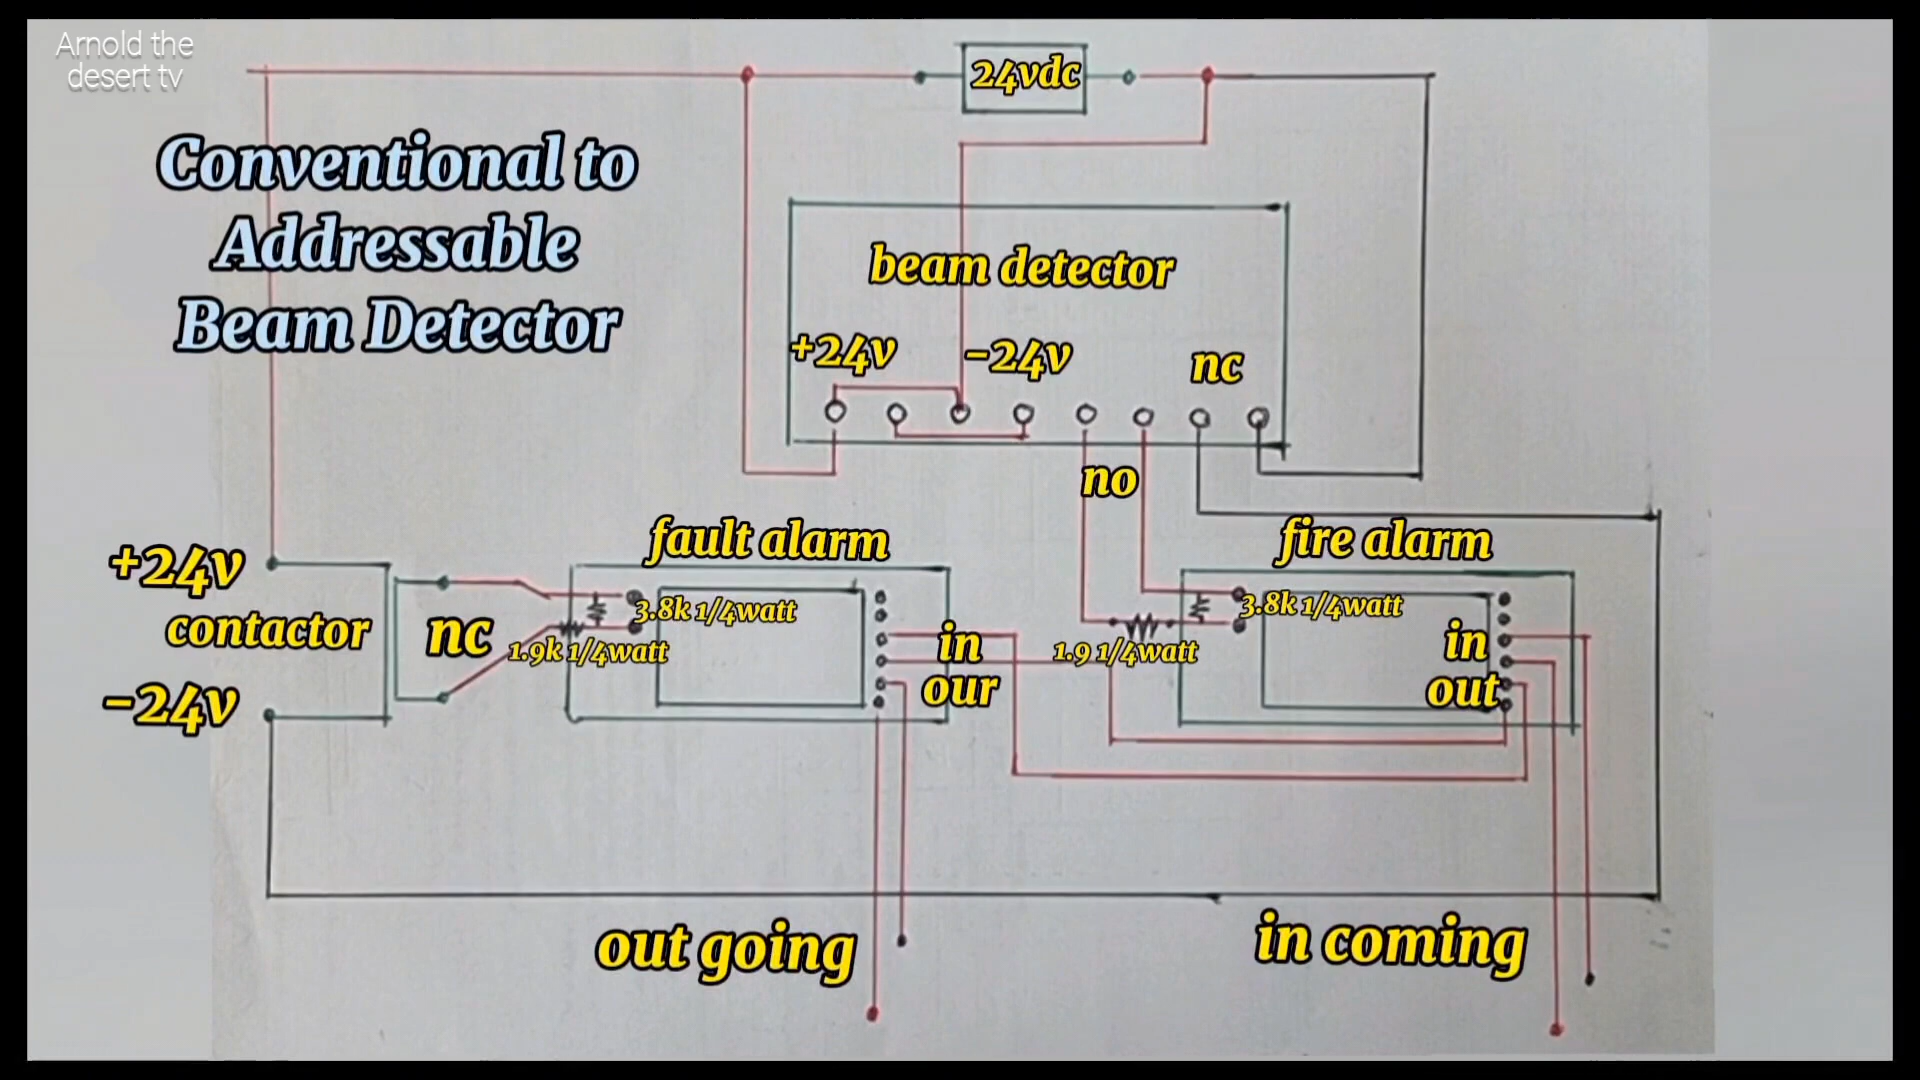 Arnold the
desert tv
24vdc
Conventional to
Addressable
Beam Detector
beam detector
+24v
-24v
nc
no
fault alarm
fire alarm
+24v
contactor
-24v
nc
3.8k 1/4watt
1.9k 1/4watt
in
our
3.8k 1/4watt
1.9 1/4watt
in
out
out going
in coming